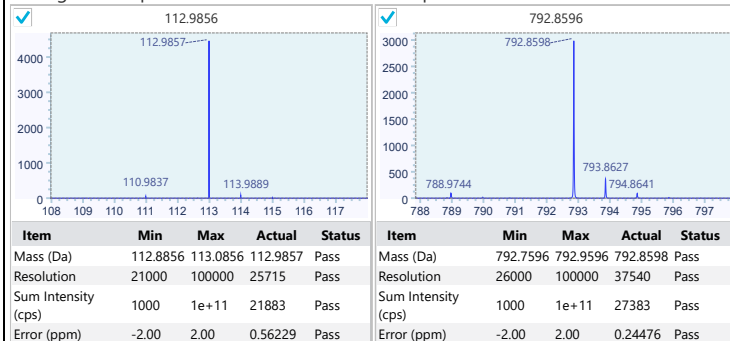 112.9856
4000
3000
2000
1000
0
112.9857
110.9837
113.9889
108 109 110 111 112 113 114 115 116 117
Item Min Max Actual Status
Mass (Da) 112.8856 113.0856 112.9857 Pass
Resolution 21000 100000 25715 Pass
Sum Intensity
(cps) 1000 1e+11 21883 Pass
Error (ppm) -2.00 2.00 0.56229 Pass
792.8596
3000
2500
2000
1500
1000
500
0
792.8598
788.9744
793.8627
794.8641
788 789 790 791 792 793 794 795 796 797
Item Min Max Actual Status
Mass (Da) 792.7596 792.9596 792.8598 Pass
Resolution 26000 100000 37540 Pass
Sum Intensity
(cps) 1000 1e+11 27383 Pass
Error (ppm) -2.00 2.00 0.24476 Pass